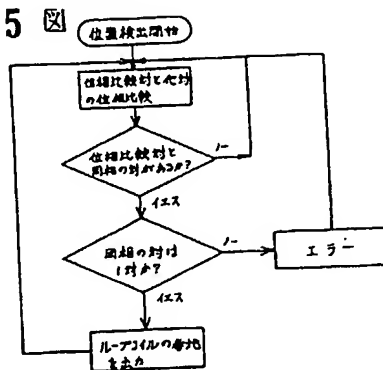 5 図
位置検出開始
位相比較対と他対
の位相比較
位相比較対と
同相の対があるか?
ノー
イエス
同相の対は
1対か?
ノー
エラー
イエス
ループコイルの番地
を出力